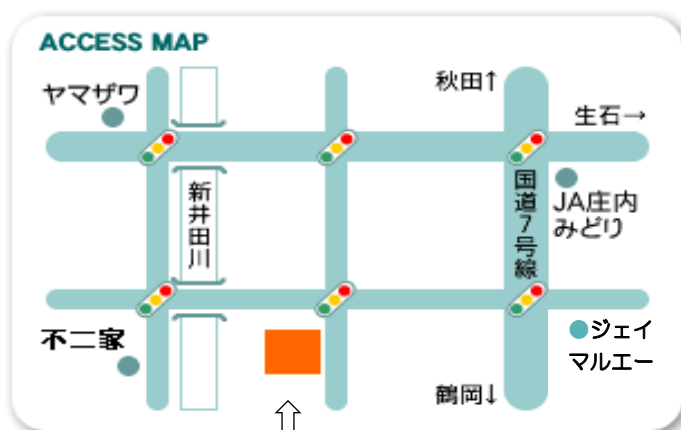 ACCESS MAP
ヤマザワ
秋田↑
生石→
新井田川
国道7号線
JA庄内
みどり
不二家
ジェイ
マルエー
鶴岡↓